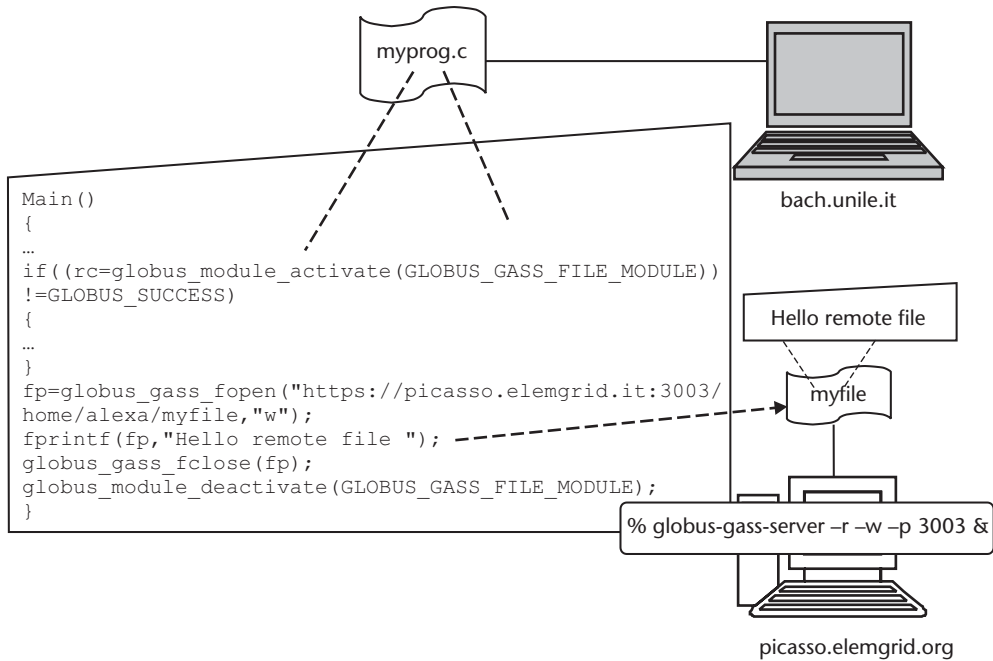 myprog.c
bach.unile.it
Main()
{
…
if((rc=globus_module_activate(GLOBUS_GASS_FILE_MODULE))
!=GLOBUS_SUCCESS)
{
…
}
fp=globus_gass_fopen("https://picasso.elemgrid.it:3003/
home/alexa/myfile,"w");
fprintf(fp,"Hello remote file ");
globus_gass_fclose(fp);
globus_module_deactivate(GLOBUS_GASS_FILE_MODULE);
}
Hello remote file
myfile
% globus-gass-server –r –w –p 3003 &
picasso.elemgrid.org